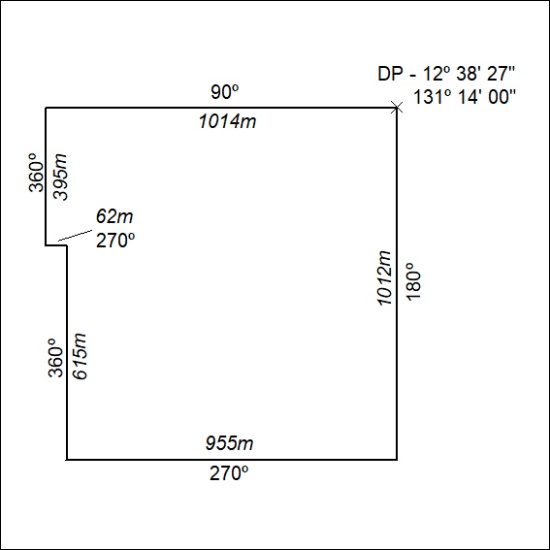 DP - 12º 38' 27"
131º 14' 00"
90º
1014m
360º
395m
62m
270º
1012m
180º
360º
615m
955m
270º